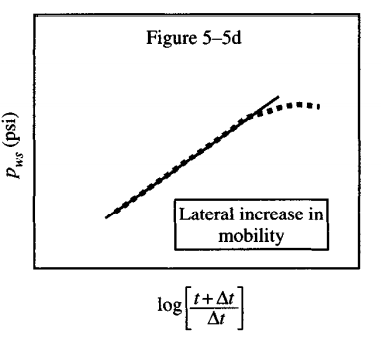 Figure 5–5d
p_ws (psi)
Lateral increase in
mobility
log[(t + Δt)/Δt]